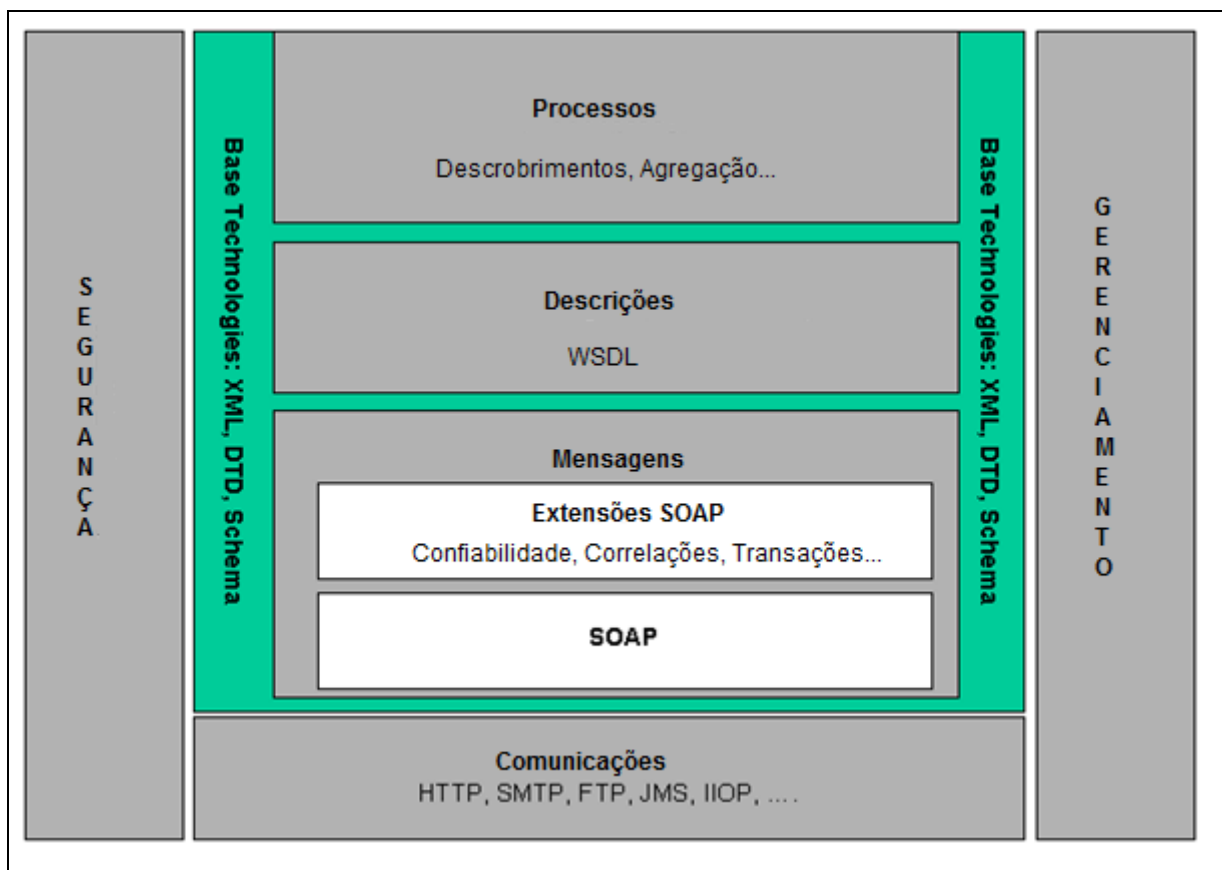 SEGURANÇA
Base Technologies: XML, DTD, Schema
Processos
Descrobrimentos, Agregação...
Descrições
WSDL
Mensagens
Extensões SOAP
Confiabilidade, Correlações, Transações...
SOAP
Base Technologies: XML, DTD, Schema
GERENCIAMENTO
Comunicações
HTTP, SMTP, FTP, JMS, IIOP, ....